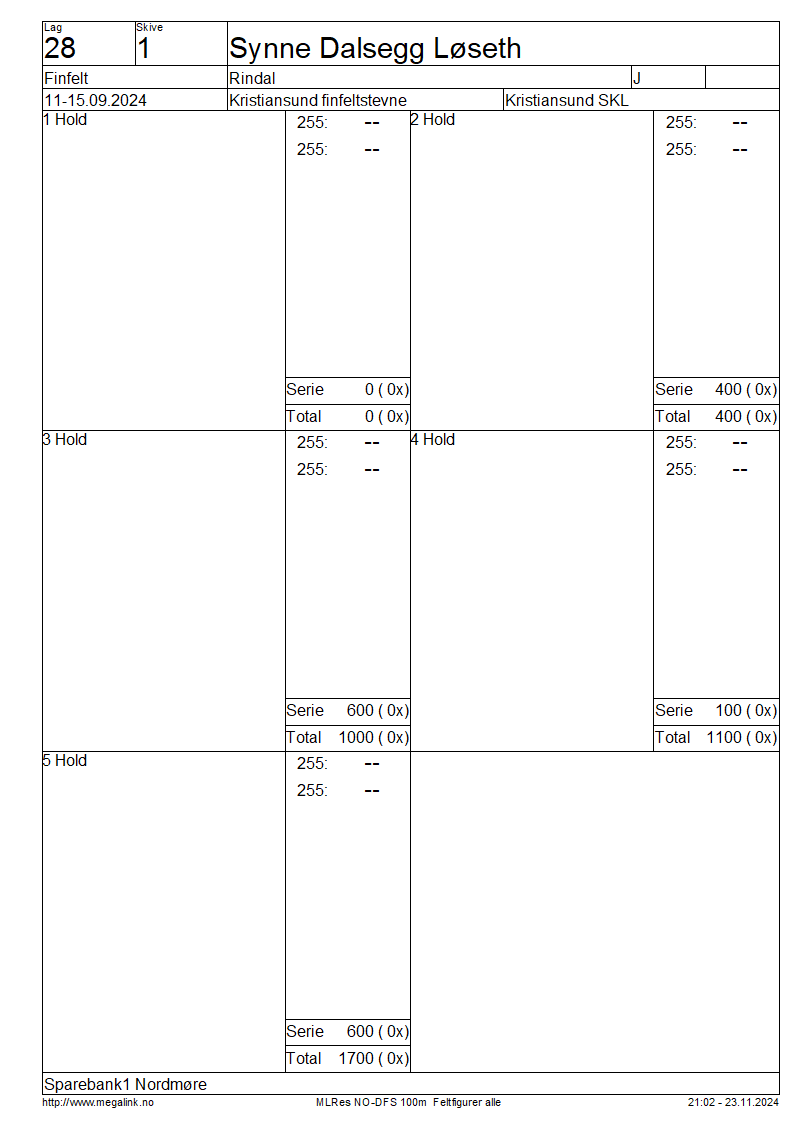 Lag Skive
28 1 Synne Dalsegg Løseth
Finfelt Rindal J
11-15.09.2024 Kristiansund finfeltstevne Kristiansund SKL
1 Hold 255: -- 2 Hold 255: --
255: -- 255: --
Serie 0 ( 0x) Serie 400 ( 0x)
Total 0 ( 0x) Total 400 ( 0x)
3 Hold 255: -- 4 Hold 255: --
255: -- 255: --
Serie 600 ( 0x) Serie 100 ( 0x)
Total 1000 ( 0x) Total 1100 ( 0x)
5 Hold 255: --
255: --
Serie 600 ( 0x)
Total 1700 ( 0x)
Sparebank1 Nordmøre
http://www.megalink.no MLRes NO-DFS 100m Feltfigurer alle 21:02 - 23.11.2024